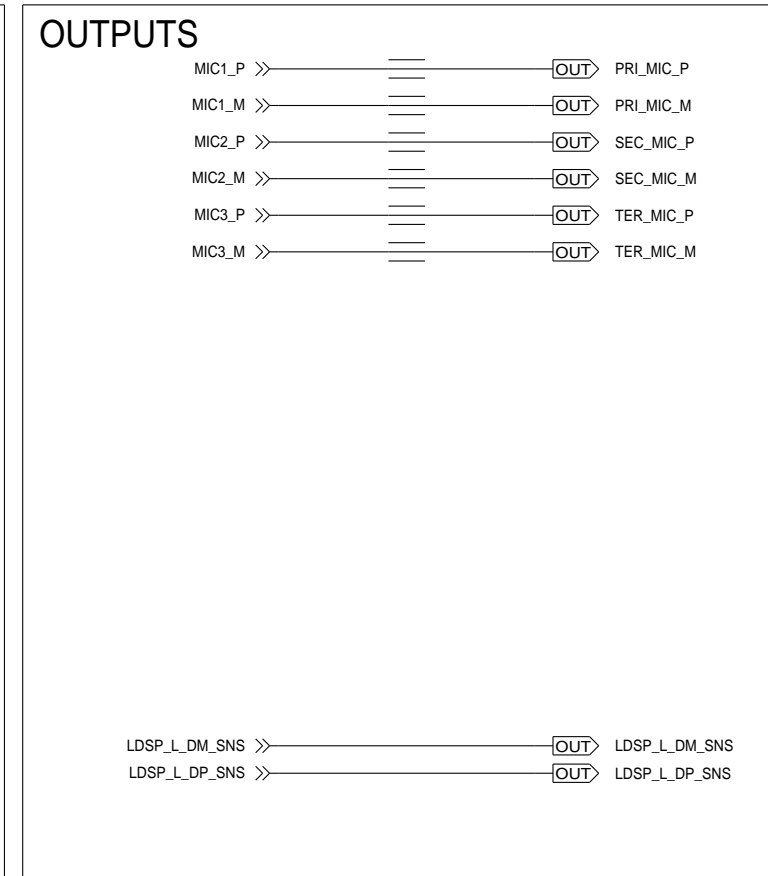 OUTPUTS
MIC1_P OUT PRI_MIC_P
MIC1_M OUT PRI_MIC_M
MIC2_P OUT SEC_MIC_P
MIC2_M OUT SEC_MIC_M
MIC3_P OUT TER_MIC_P
MIC3_M OUT TER_MIC_M
LDSP_L_DM_SNS OUT LDSP_L_DM_SNS
LDSP_L_DP_SNS OUT LDSP_L_DP_SNS